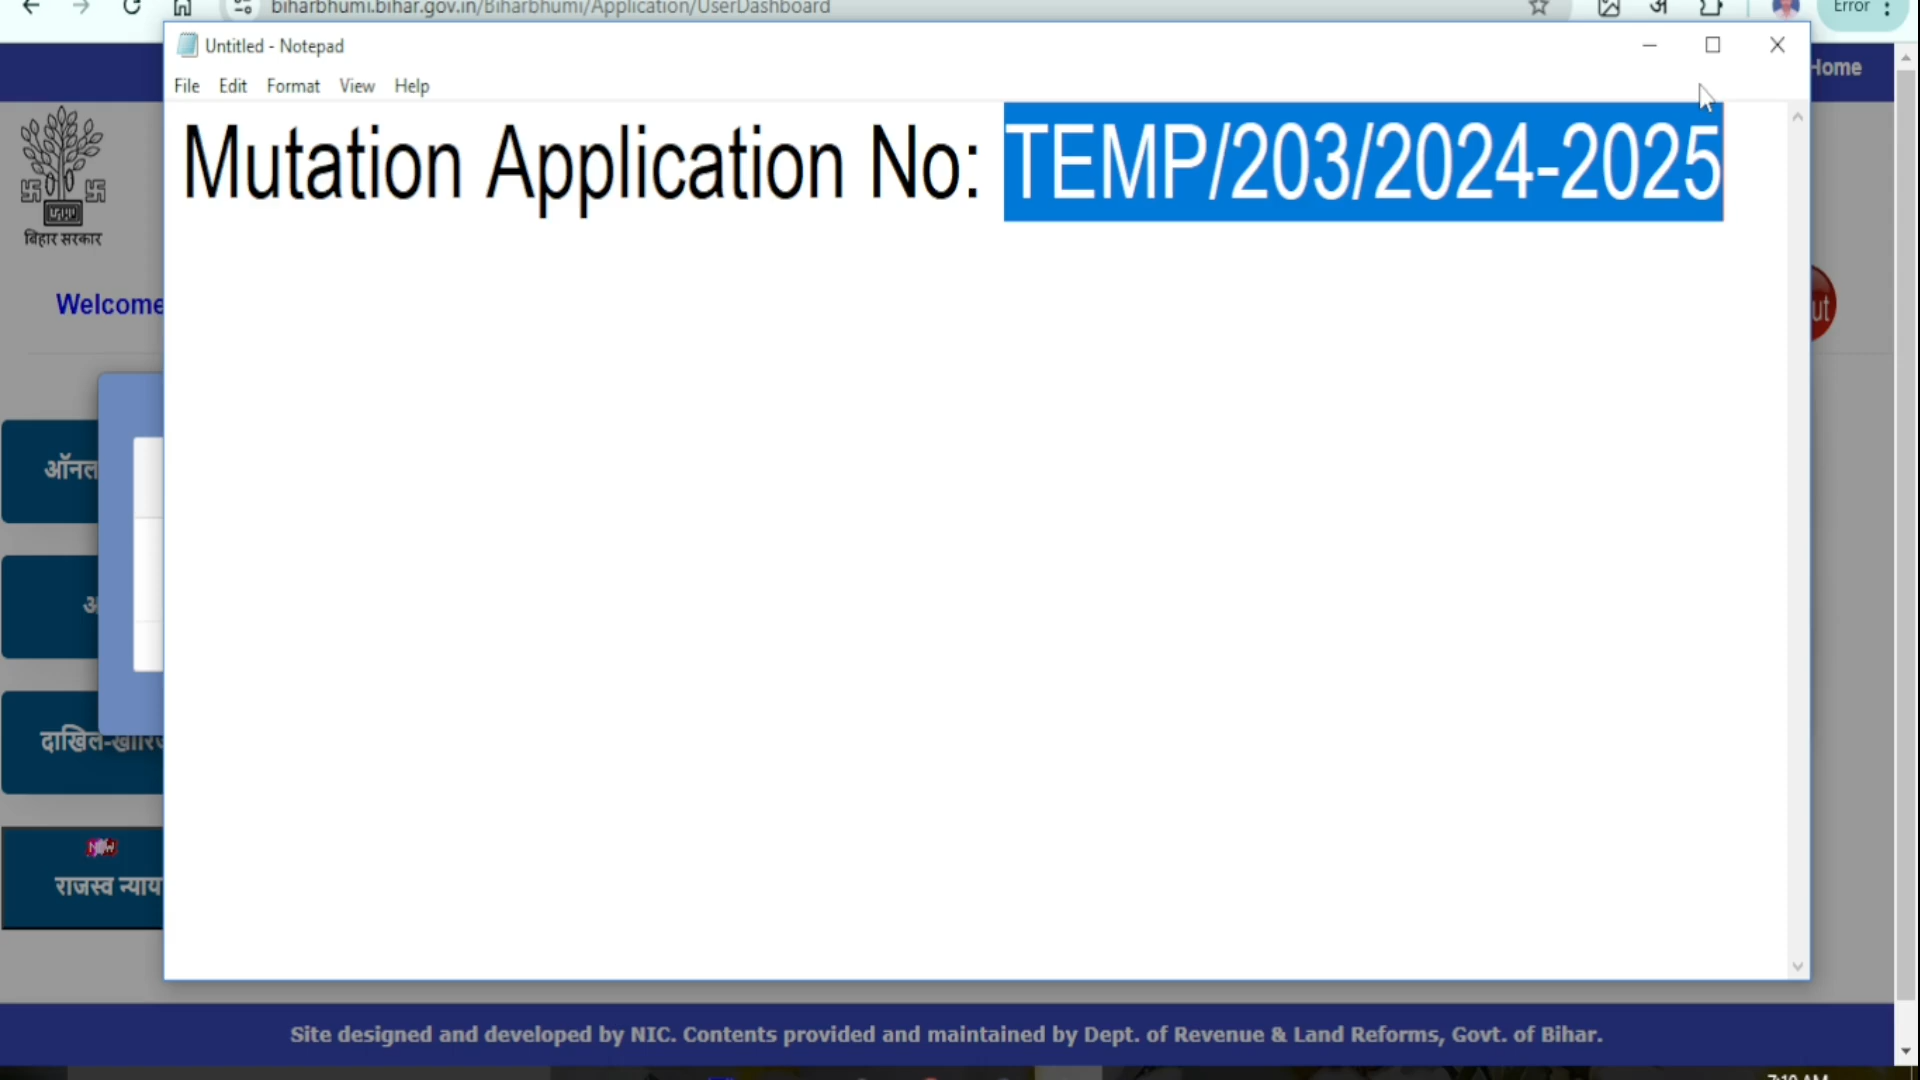 biharbhumi.bihar.gov.in/Biharbhumi/Application/UserDashboard
Error
Untitled - Notepad
Home
File Edit Format View Help
Mutation Application No: TEMP/203/2024-2025
बिहार सरकार
Welcome
ut
ऑनल
अ
दाखिल-खारिज
राजस्व न्याय
Site designed and developed by NIC. Contents provided and maintained by Dept. of Revenue & Land Reforms, Govt. of Bihar.